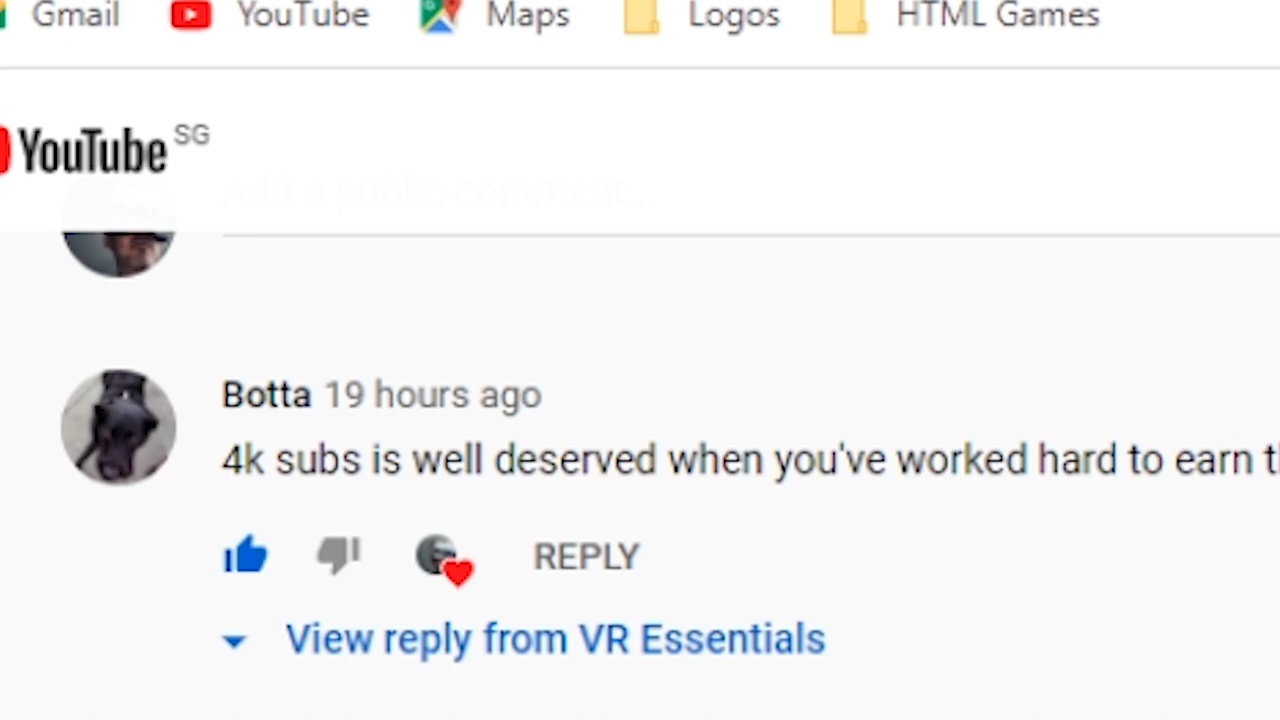 Gmail YouTube Maps Logos HTML Games
YouTube SG
Add a public comment...
Botta 19 hours ago
4k subs is well deserved when you've worked hard to earn
REPLY
View reply from VR Essentials